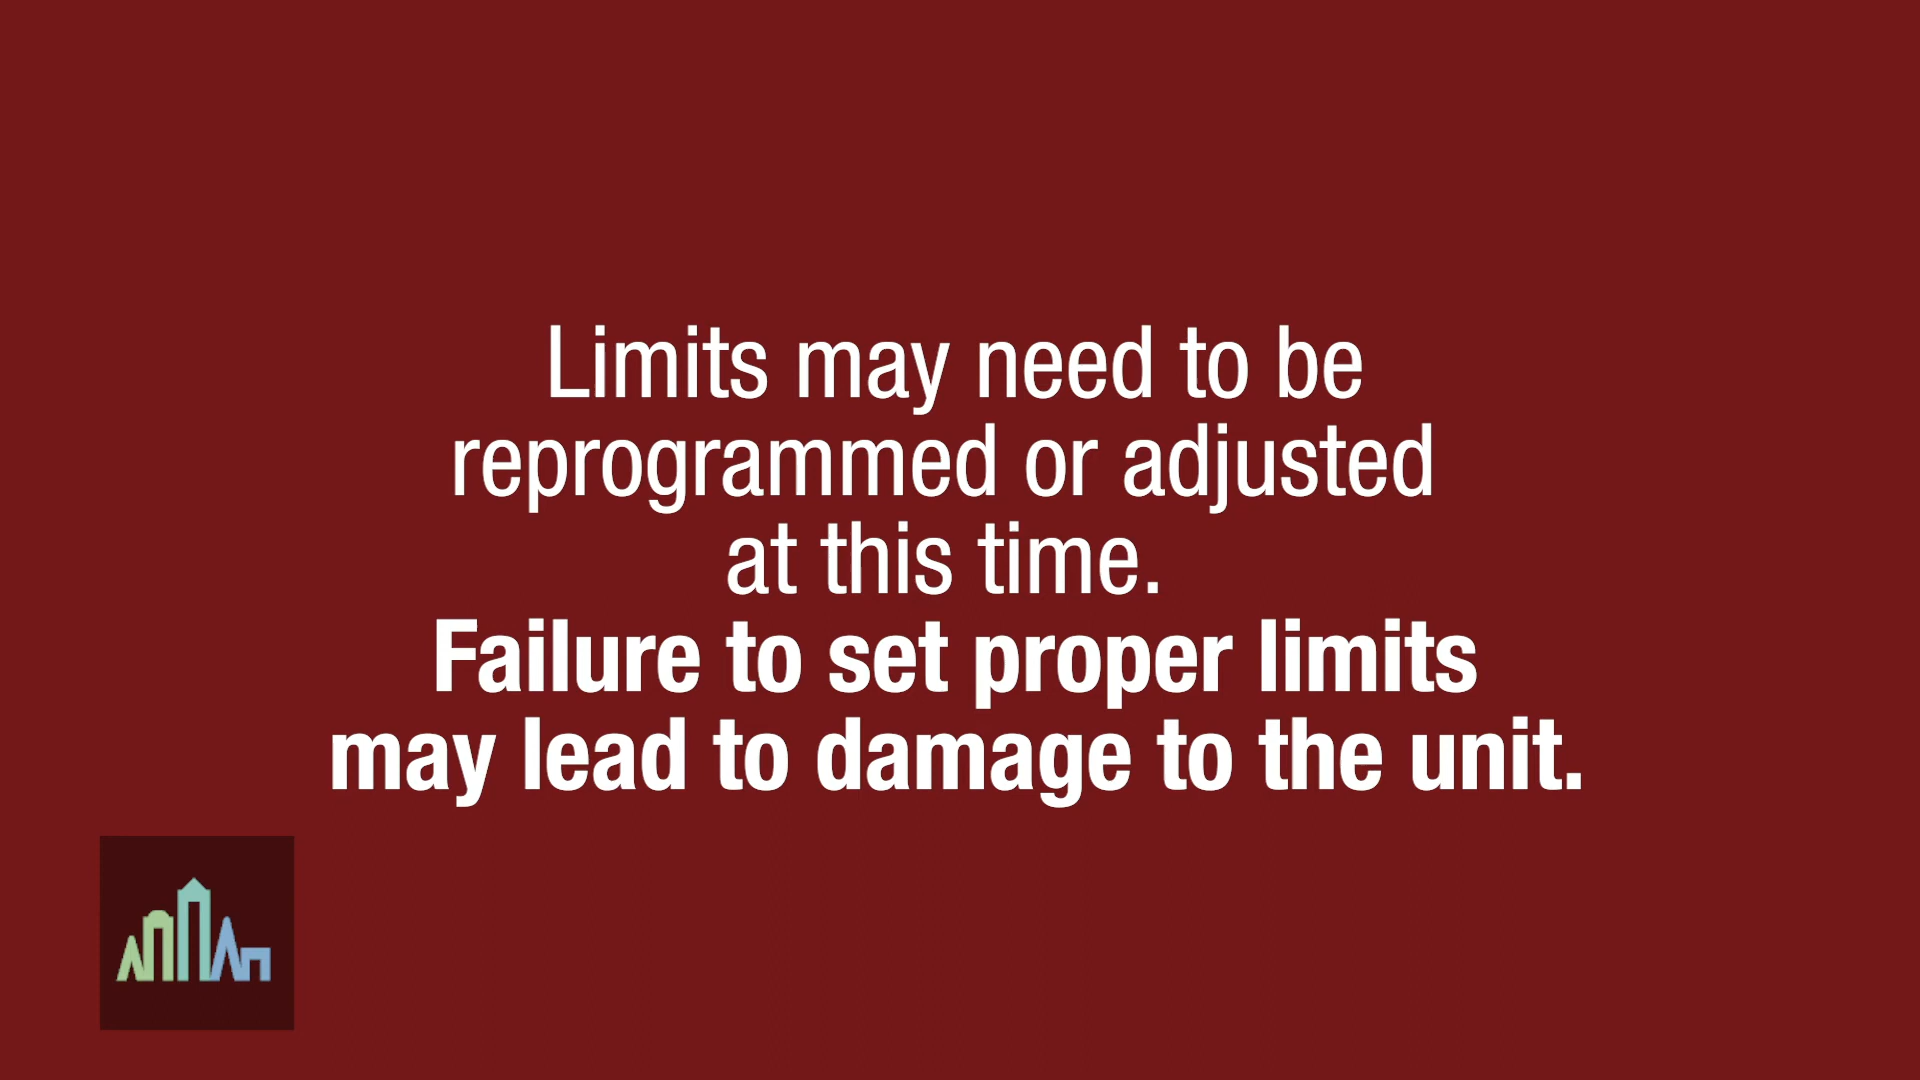 Limits may need to be
reprogrammed or adjusted
at this time.
Failure to set proper limits
may lead to damage to the unit.